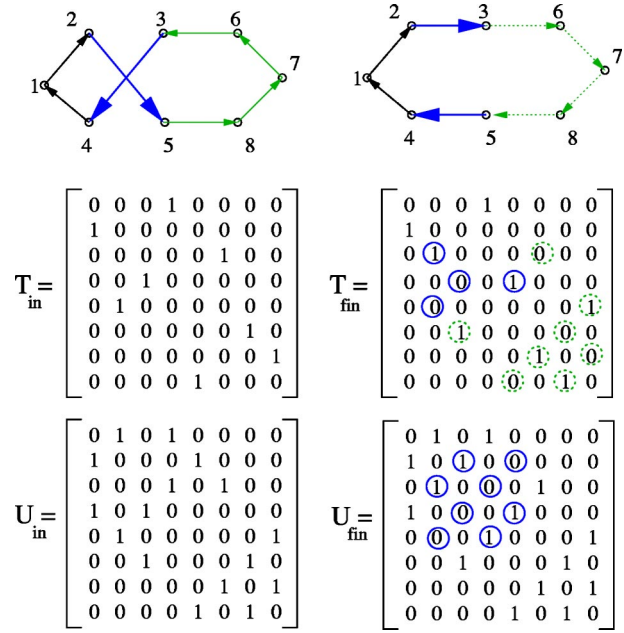 2 3 6
7
1
4 5 8
2 3 6
7
1
4 5 8
T_in =
0 0 0 1 0 0 0 0
1 0 0 0 0 0 0 0
0 0 0 0 0 1 0 0
0 0 1 0 0 0 0 0
0 1 0 0 0 0 0 0
0 0 0 0 0 0 1 0
0 0 0 0 0 0 0 1
0 0 0 0 1 0 0 0
T_fin =
0 0 0 1 0 0 0 0
1 0 0 0 0 0 0 0
0 1 0 0 0 0 0 0
0 0 0 0 1 0 0 0
0 0 0 0 0 0 0 1
0 0 1 0 0 0 0 0
0 0 0 0 0 1 0 0
0 0 0 0 0 0 1 0
U_in =
0 1 0 1 0 0 0 0
1 0 0 0 1 0 0 0
0 0 0 1 0 1 0 0
1 0 1 0 0 0 0 0
0 1 0 0 0 0 0 1
0 0 1 0 0 0 1 0
0 0 0 0 0 1 0 1
0 0 0 0 1 0 1 0
U_fin =
0 1 0 1 0 0 0 0
1 0 1 0 0 0 0 0
0 1 0 0 0 1 0 0
1 0 0 0 1 0 0 0
0 0 0 1 0 0 0 1
0 0 1 0 0 0 1 0
0 0 0 0 0 1 0 1
0 0 0 0 1 0 1 0